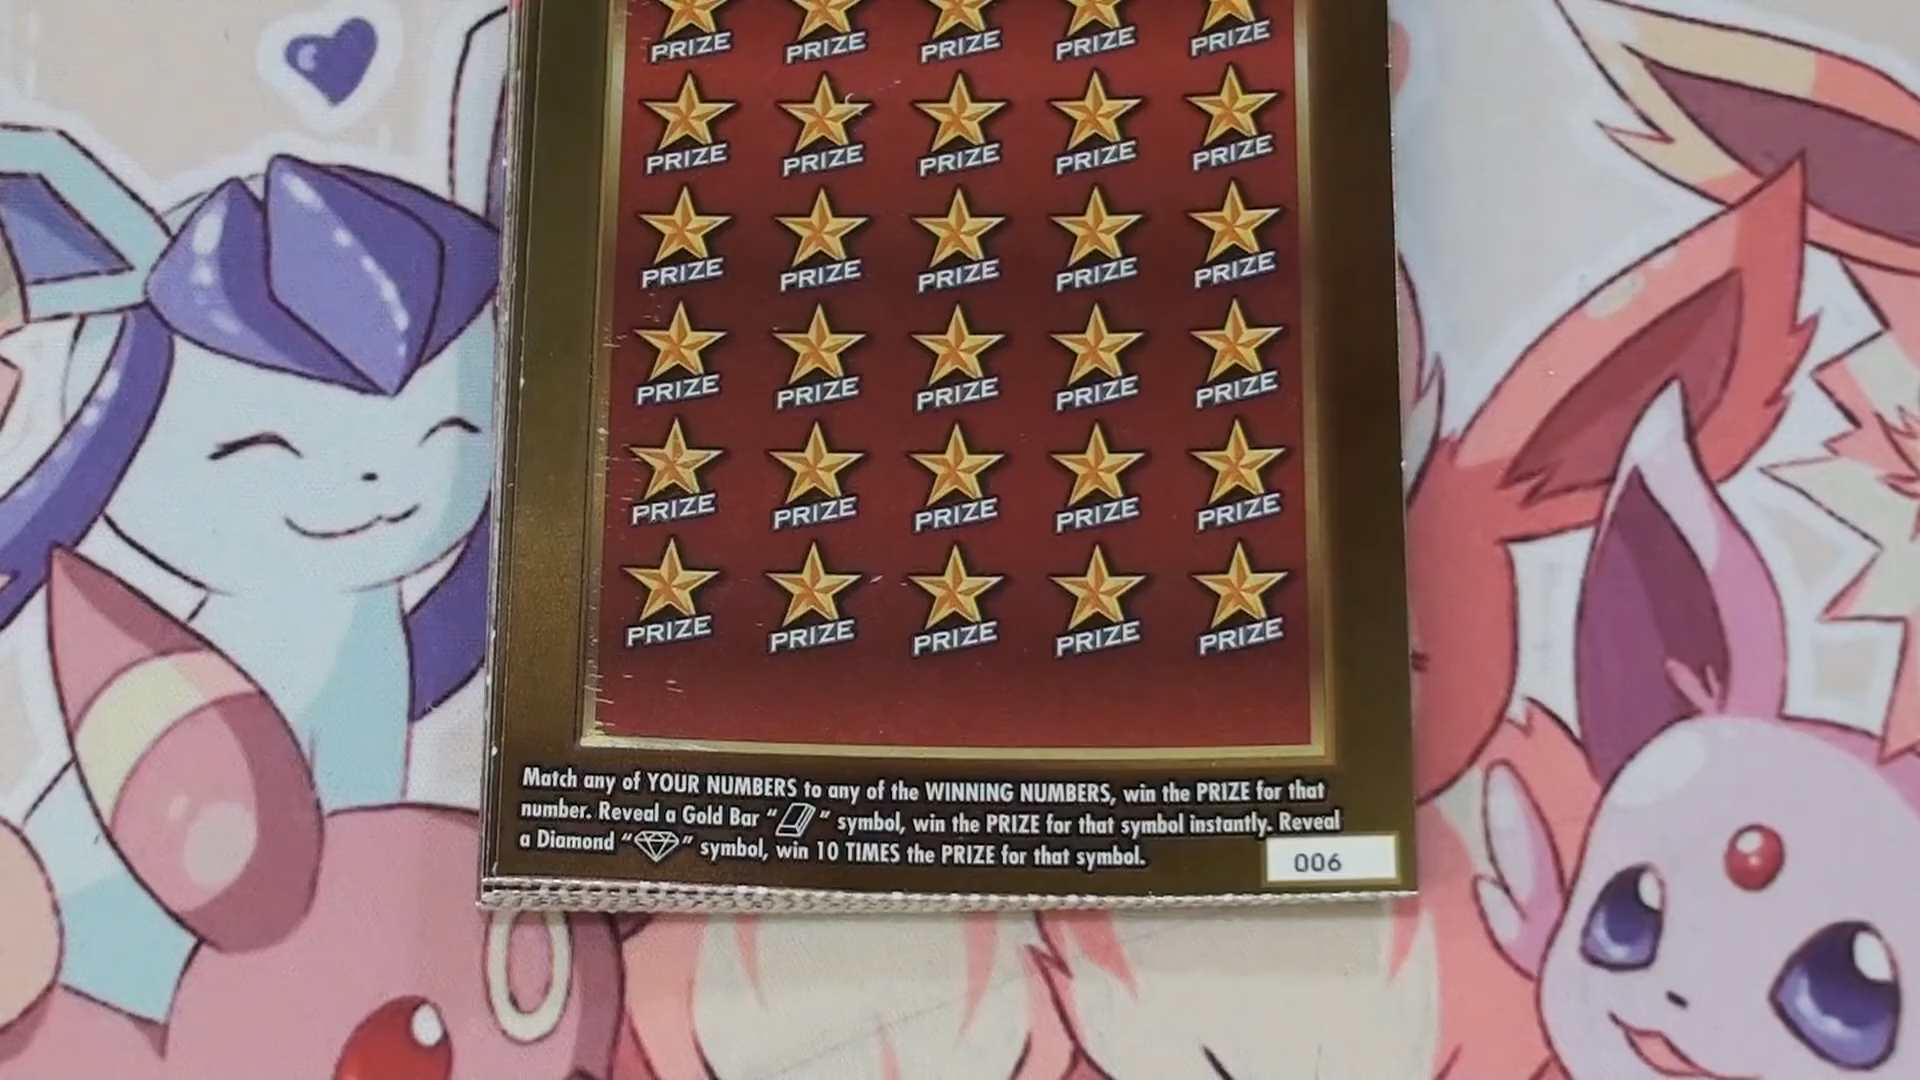 PRIZE PRIZE PRIZE PRIZE PRIZE
PRIZE PRIZE PRIZE PRIZE PRIZE
PRIZE PRIZE PRIZE PRIZE PRIZE
PRIZE PRIZE PRIZE PRIZE PRIZE
PRIZE PRIZE PRIZE PRIZE PRIZE
PRIZE PRIZE PRIZE PRIZE PRIZE
Match any of YOUR NUMBERS to any of the WINNING NUMBERS, win the PRIZE for that
number. Reveal a Gold Bar “ ” symbol, win the PRIZE for that symbol instantly. Reveal
a Diamond “ ” symbol, win 10 TIMES the PRIZE for that symbol.
006